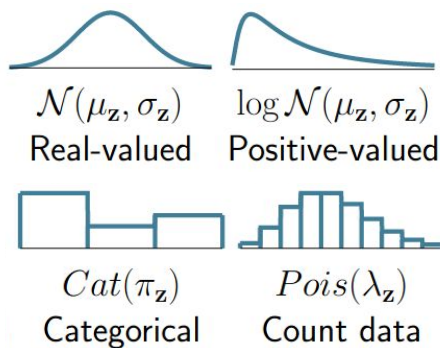 𝒩(μ_z, σ_z) log 𝒩(μ_z, σ_z)
Real-valued Positive-valued
Cat(π_z) Pois(λ_z)
Categorical Count data